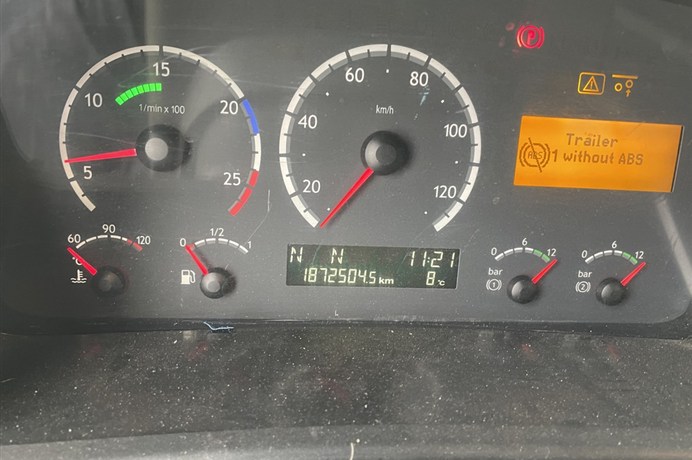 15
10
20
5
25
1/min x 100
60
80
40
100
20
120
km/h
P
Trailer
ABS 1 without ABS
60
90
120
°C
0
1/2
1
N N 11:21
1872504.5 km 8 °C
0
6
12
bar
1
0
6
12
bar
2